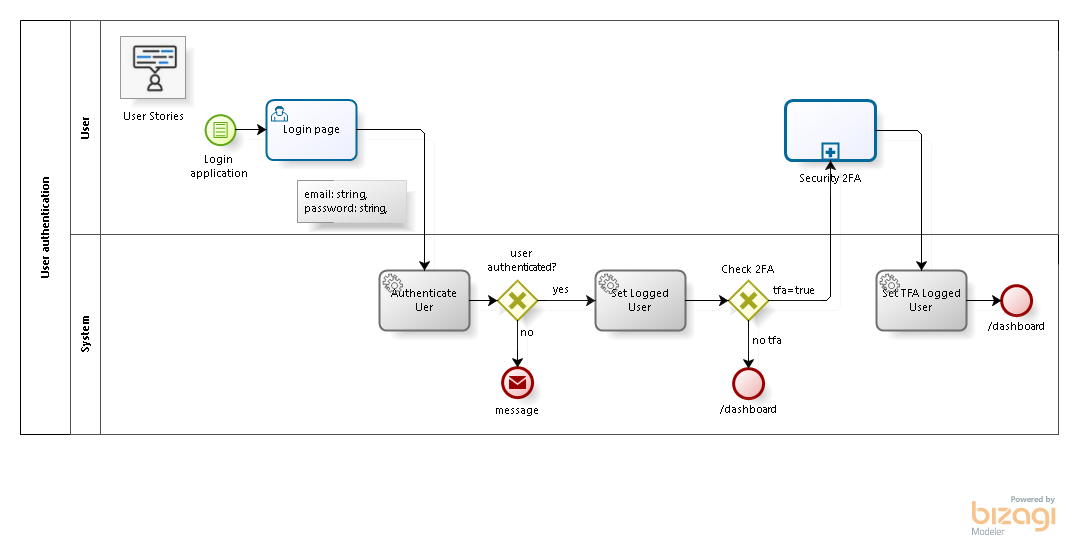 User authentication
User
User Stories
Login
application
Login page
email: string,
password: string,
Security 2FA
System
Authenticate
Uer
user
authenticated?
yes
no
message
Set Logged
User
Check 2FA
tfa=true
no tfa
/dashboard
Set TFA Logged
User
/dashboard
Powered by
bizagi
Modeler